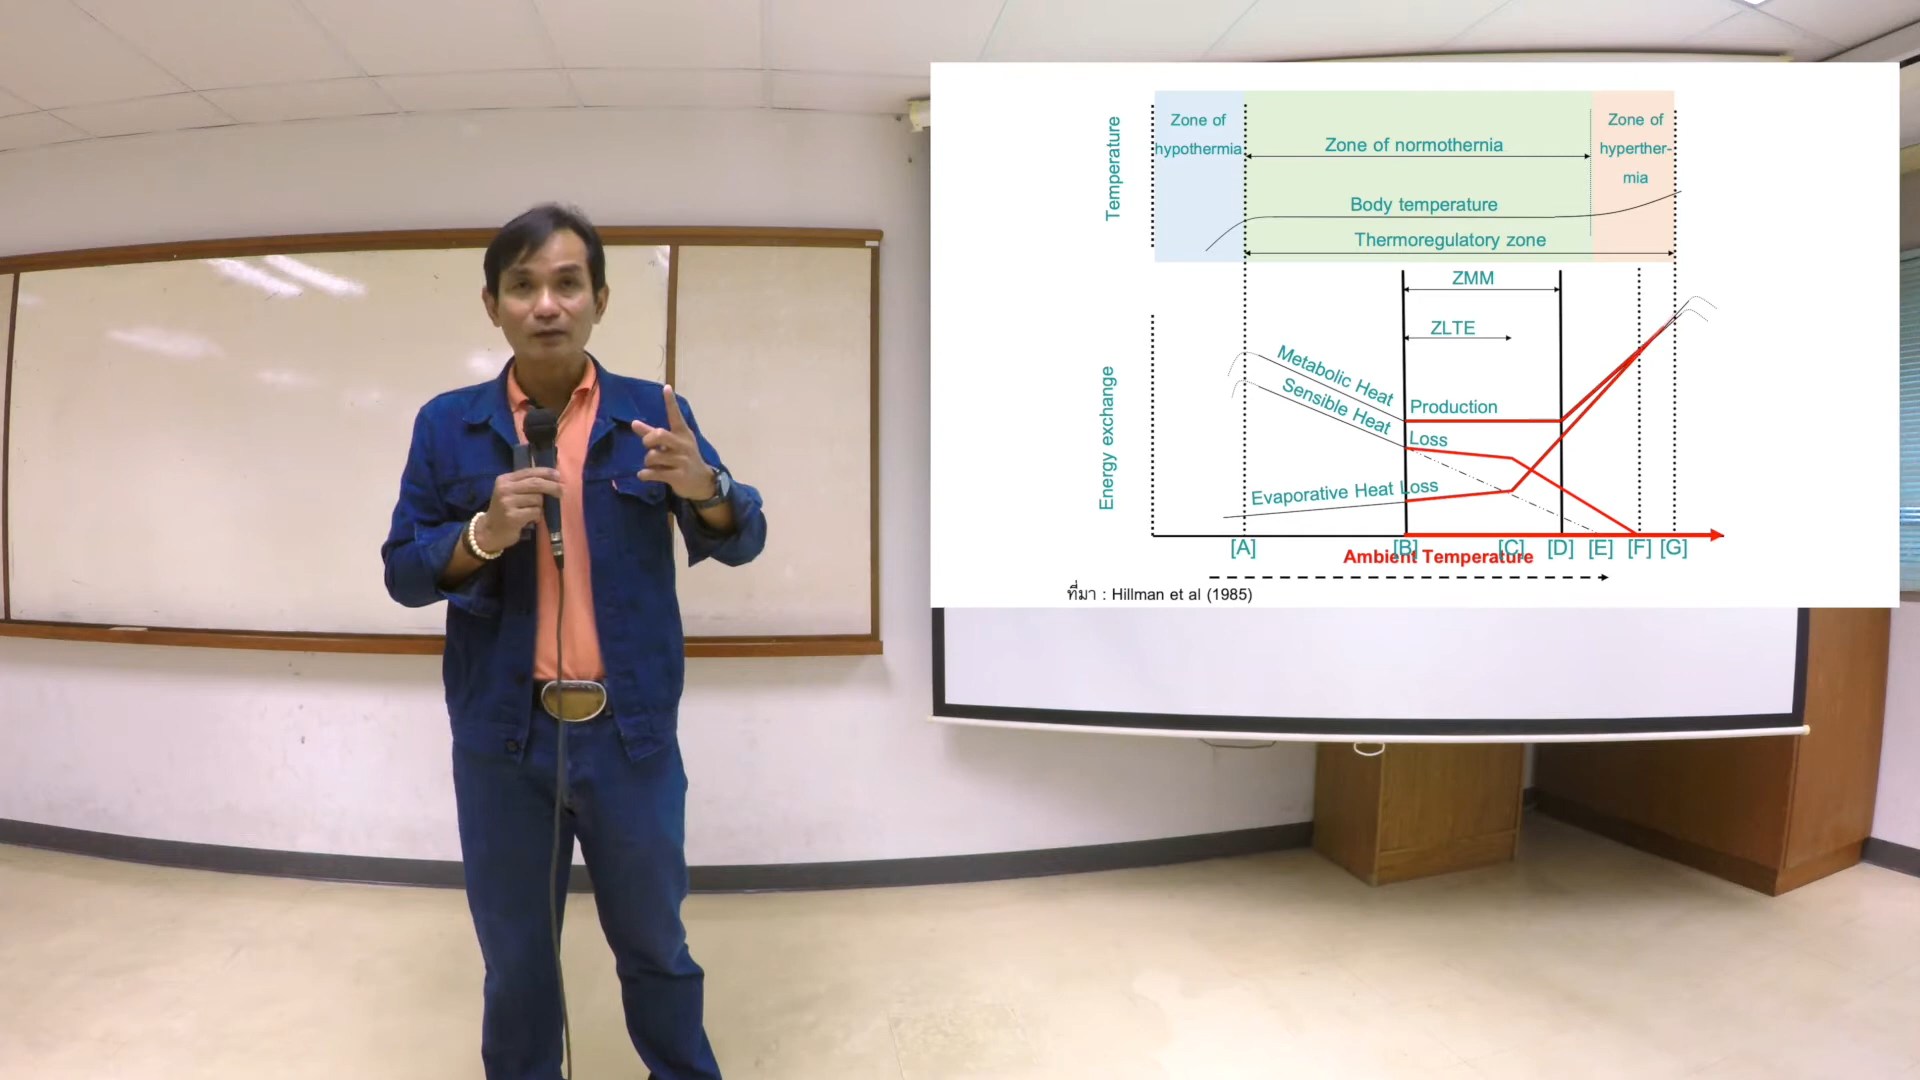 Temperature
Zone of
hypothermia
Zone of normothernia
Zone of
hyperther-
mia
Body temperature
Thermoregulatory zone
ZMM
ZLTE
Energy exchange
Metabolic Heat Production
Sensible Heat Loss
Evaporative Heat Loss
[A] [B] [C] [D] [E] [F] [G]
Ambient Temperature
ที่มา : Hillman et al (1985)